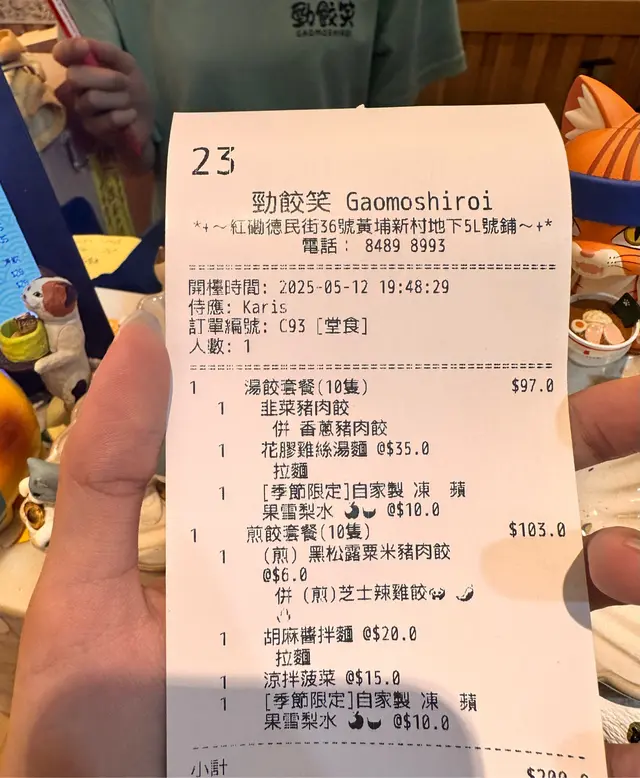 勁餃笑
GAOMOSHIROI
23
勁餃笑 Gaomoshiroi
*+～紅磡德民街36號黃埔新村地下5L號鋪～+*
電話： 8489 8993
開檯時間: 2025-05-12 19:48:29
侍應: Karis
訂單編號: C93 [堂食]
人數: 1
1 湯餃套餐(10隻) $97.0
1 韭菜豬肉餃
併 香蔥豬肉餃
1 花膠雞絲湯麵 @$35.0
拉麵
1 [季節限定]自家製 凍 蘋
果雪梨水 @$10.0
1 煎餃套餐(10隻) $103.0
1 (煎) 黑松露粟米豬肉餃
@$6.0
併 (煎)芝士辣雞餃
1 胡麻醬拌麵 @$20.0
拉麵
1 涼拌菠菜 @$15.0
1 [季節限定]自家製 凍 蘋
果雪梨水 @$10.0
小計 $200.0